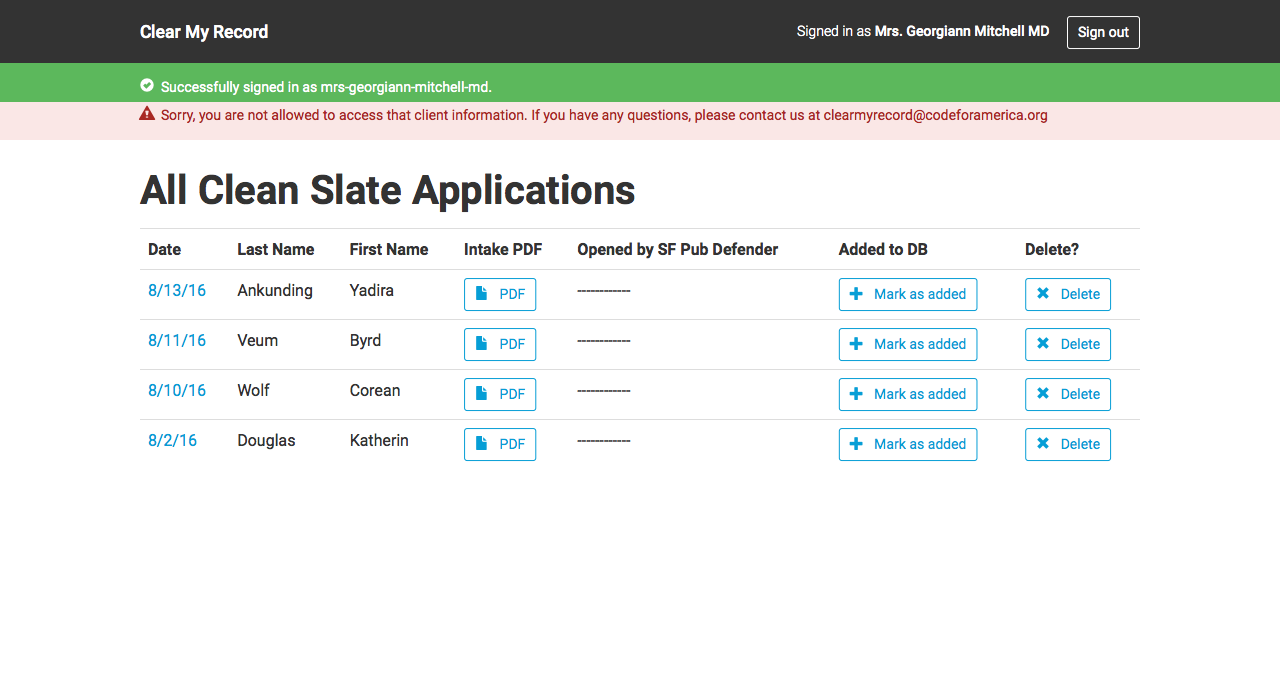 Clear My Record
Signed in as Mrs. Georgiann Mitchell MD Sign out
Successfully signed in as mrs-georgiann-mitchell-md.
Sorry, you are not allowed to access that client information. If you have any questions, please contact us at clearmyrecord@codeforamerica.org
All Clean Slate Applications
Date Last Name First Name Intake PDF Opened by SF Pub Defender Added to DB Delete?
8/13/16 Ankunding Yadira PDF ------------ Mark as added Delete
8/11/16 Veum Byrd PDF ------------ Mark as added Delete
8/10/16 Wolf Corean PDF ------------ Mark as added Delete
8/2/16 Douglas Katherin PDF ------------ Mark as added Delete